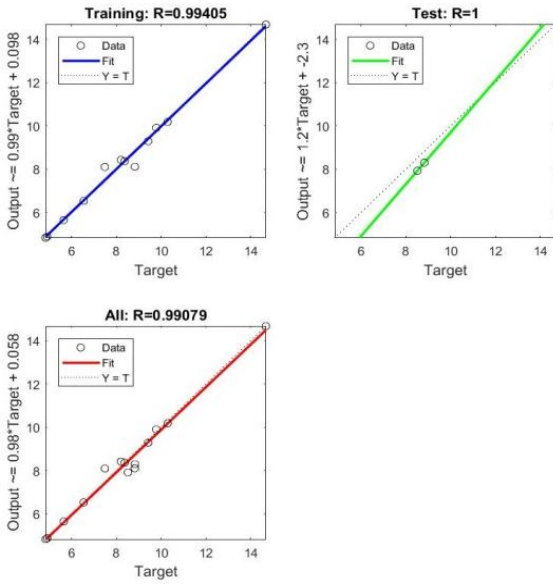 Training: R=0.99405
Output ~= 0.99*Target + 0.098
14
12
10
8
6
Data
Fit
Y = T
6 8 10 12 14
Target
Test: R=1
Output ~= 1.2*Target + -2.3
14
12
10
8
6
Data
Fit
Y = T
6 8 10 12 14
Target
All: R=0.99079
Output ~= 0.98*Target + 0.058
14
12
10
8
6
Data
Fit
Y = T
6 8 10 12 14
Target